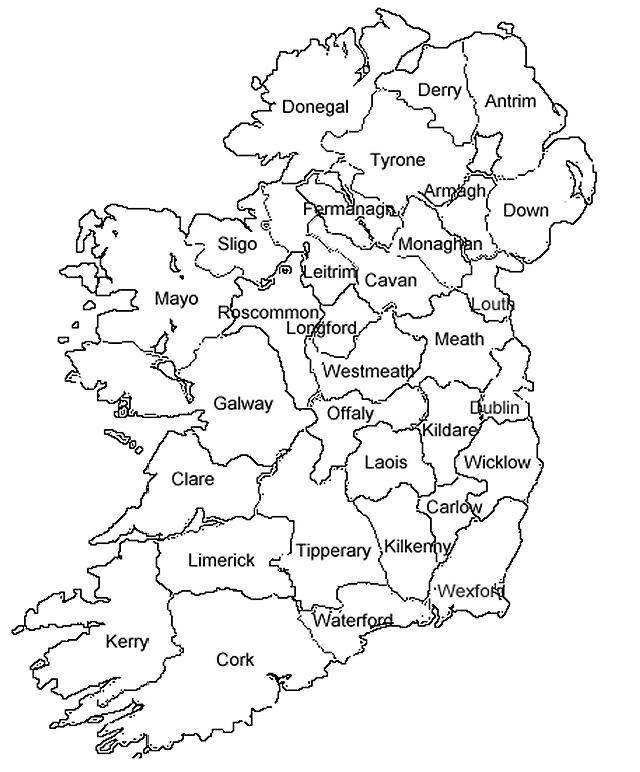 Derry
Antrim
Donegal
Tyrone
Armagh
Fermanagh
Down
Sligo
Monaghan
Leitrim
Cavan
Mayo
Louth
Roscommon
Longford
Meath
Westmeath
Galway
Dublin
Offaly
Kildare
Laois
Wicklow
Clare
Carlow
Kilkenny
Tipperary
Limerick
Wexford
Waterford
Kerry
Cork